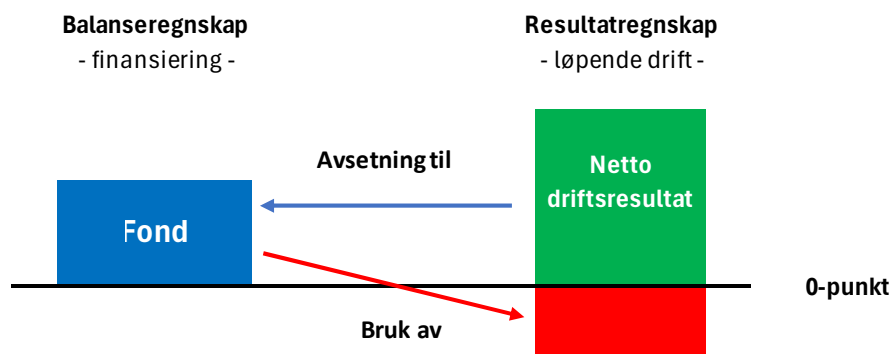 Balanseregnskap
- finansiering -
Resultatregnskap
- løpende drift -
Avsetning til
Netto
driftsresultat
Fond
0-punkt
Bruk av